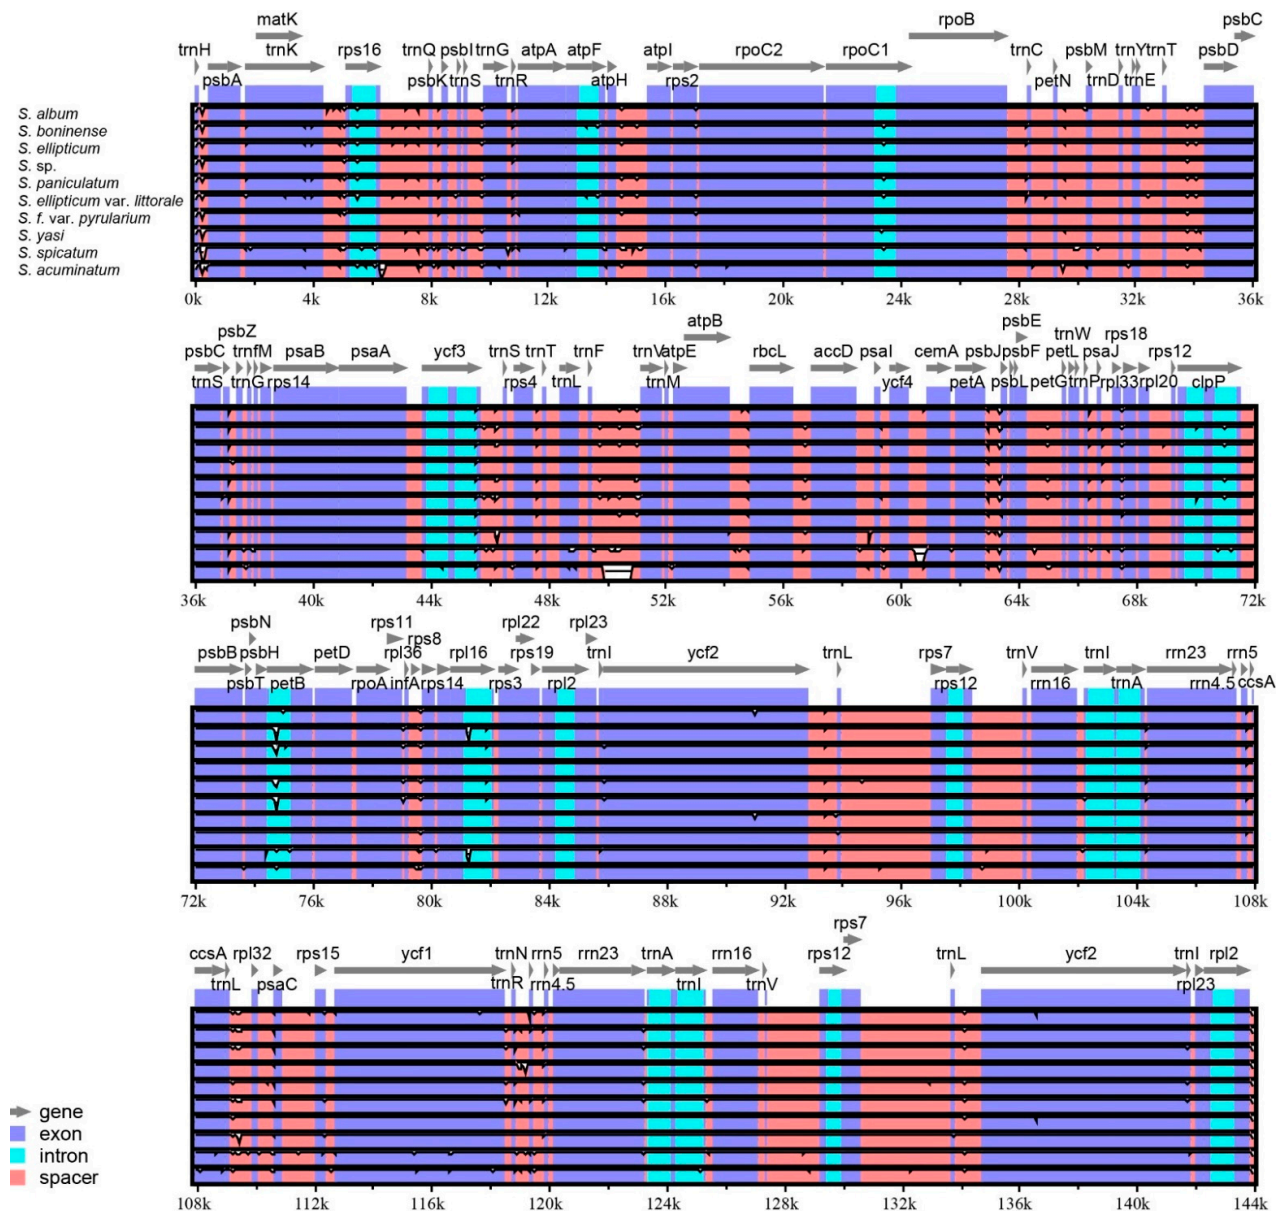 matK rpoB psbC
trnH trnK rps16 trnQ psbI trnG atpA atpF atpI rpoC2 rpoC1 trnC psbM trnY trnT psbD
psbA psbK trnS trnR atpH rps2 petN trnD trnE
S. album
S. boninense
S. ellipticum
S. sp.
S. paniculatum
S. ellipticum var. littorale
S. f. var. pyrularium
S. yasi
S. spicatum
S. acuminatum
0k 4k 8k 12k 16k 20k 24k 28k 32k 36k
atpB psbE
psbZ trnW rps18
psbC trnfM psaB psaA ycf3 trnS trnT trnF trnV atpE rbcL accD psaI cemA psbJ psbF petL psaJ rps12
trnS trnG rps14 rps4 trnL trnM ycf4 petA psbL petG trnP rpl33 rpl20 clpP
36k 40k 44k 48k 52k 56k 60k 64k 68k 72k
psbN rps11 rpl22 rpl23
psbB psbH petD rpl36 rps8 rpl16 rps19 trnI ycf2 trnL rps7 trnV trnI rrn23 rrn5
psbT petB rpoA infA rps14 rps3 rpl2 rps12 rrn16 trnA rrn4.5 ccsA
72k 76k 80k 84k 88k 92k 96k 100k 104k 108k
rps7
ccsA rpl32 rps15 ycf1 trnN rrn5 rrn23 trnA rrn16 rps12 trnL ycf2 trnI rpl2
trnL psaC trnR rrn4.5 trnI trnV rpl23
gene
exon
intron
spacer
108k 112k 116k 120k 124k 128k 132k 136k 140k 144k